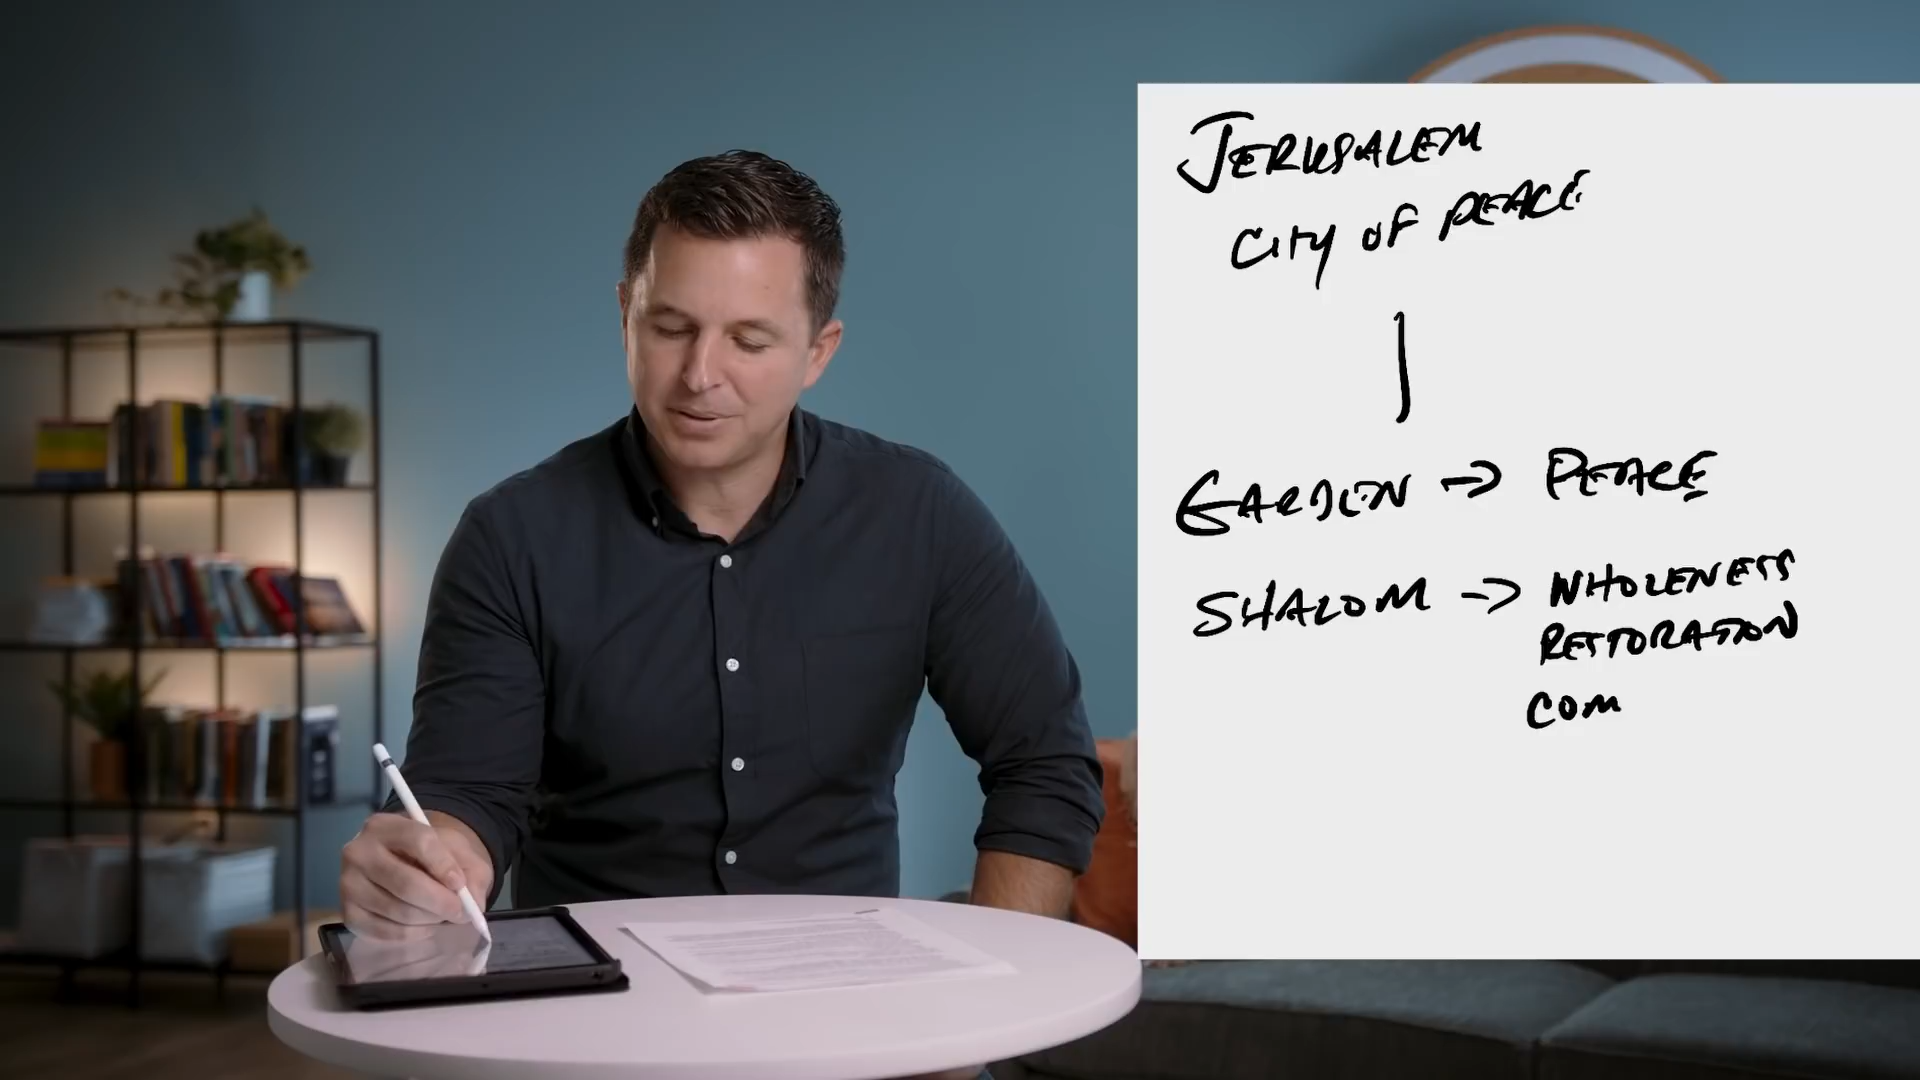 JERUSALEM
CITY OF PEACE
GARDEN → PEACE
SHALOM → WHOLENESS
RESTORATION
COM